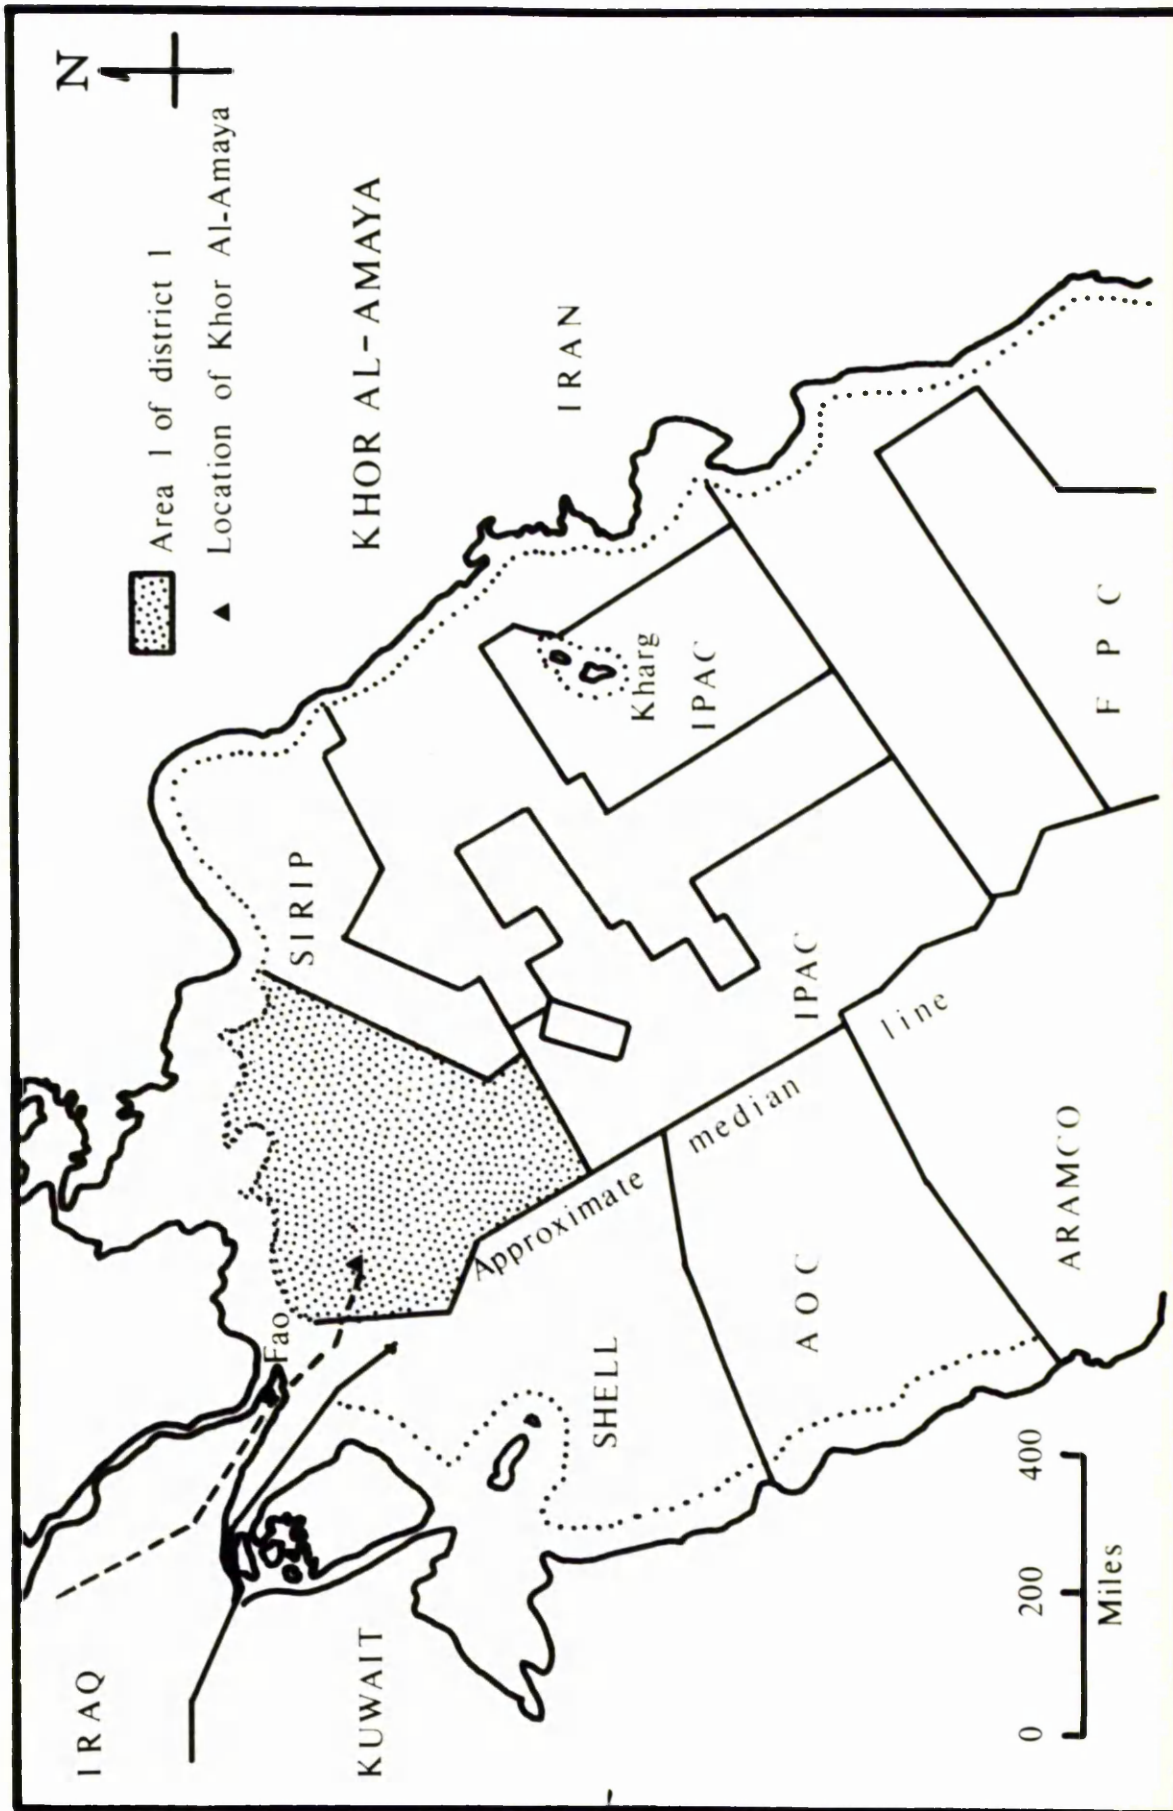 N
Area 1 of district 1
Location of Khor Al-Amaya
KHOR AL-AMAYA
IRAQ
Fao
SIRIP
IRAN
KUWAIT
Kharg
IPAC
SHELL
Approximate median line
IPAC
AOC
FPC
ARAMCO
0 200 400
Miles